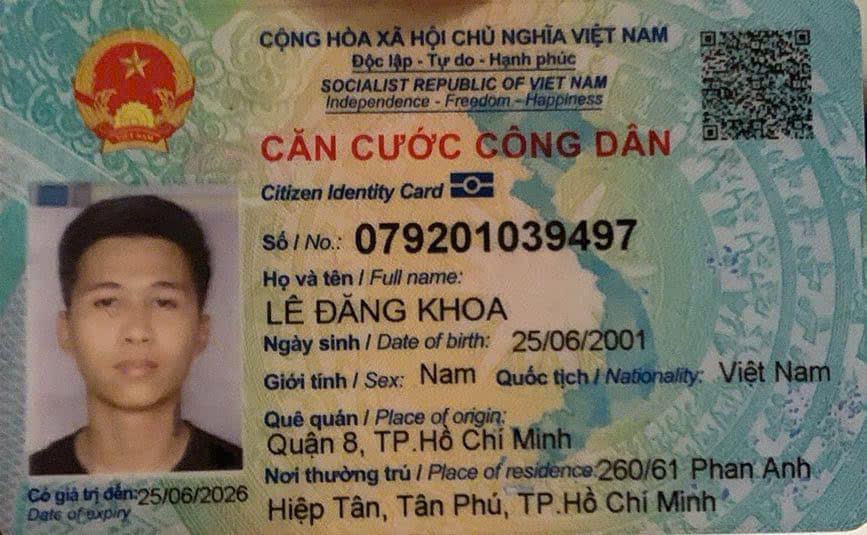 CỘNG HÒA XÃ HỘI CHỦ NGHĨA VIỆT NAM
Độc lập - Tự do - Hạnh phúc
SOCIALIST REPUBLIC OF VIET NAM
Independence - Freedom - Happiness
CĂN CƯỚC CÔNG DÂN
Citizen Identity Card
Số / No.: 079201039497
Họ và tên / Full name:
LÊ ĐĂNG KHOA
Ngày sinh / Date of birth: 25/06/2001
Giới tính / Sex: Nam Quốc tịch / Nationality: Việt Nam
Quê quán / Place of origin:
Quận 8, TP.Hồ Chí Minh
Nơi thường trú / Place of residence: 260/61 Phan Anh
Hiệp Tân, Tân Phú, TP.Hồ Chí Minh
Có giá trị đến: 25/06/2026
Date of expiry